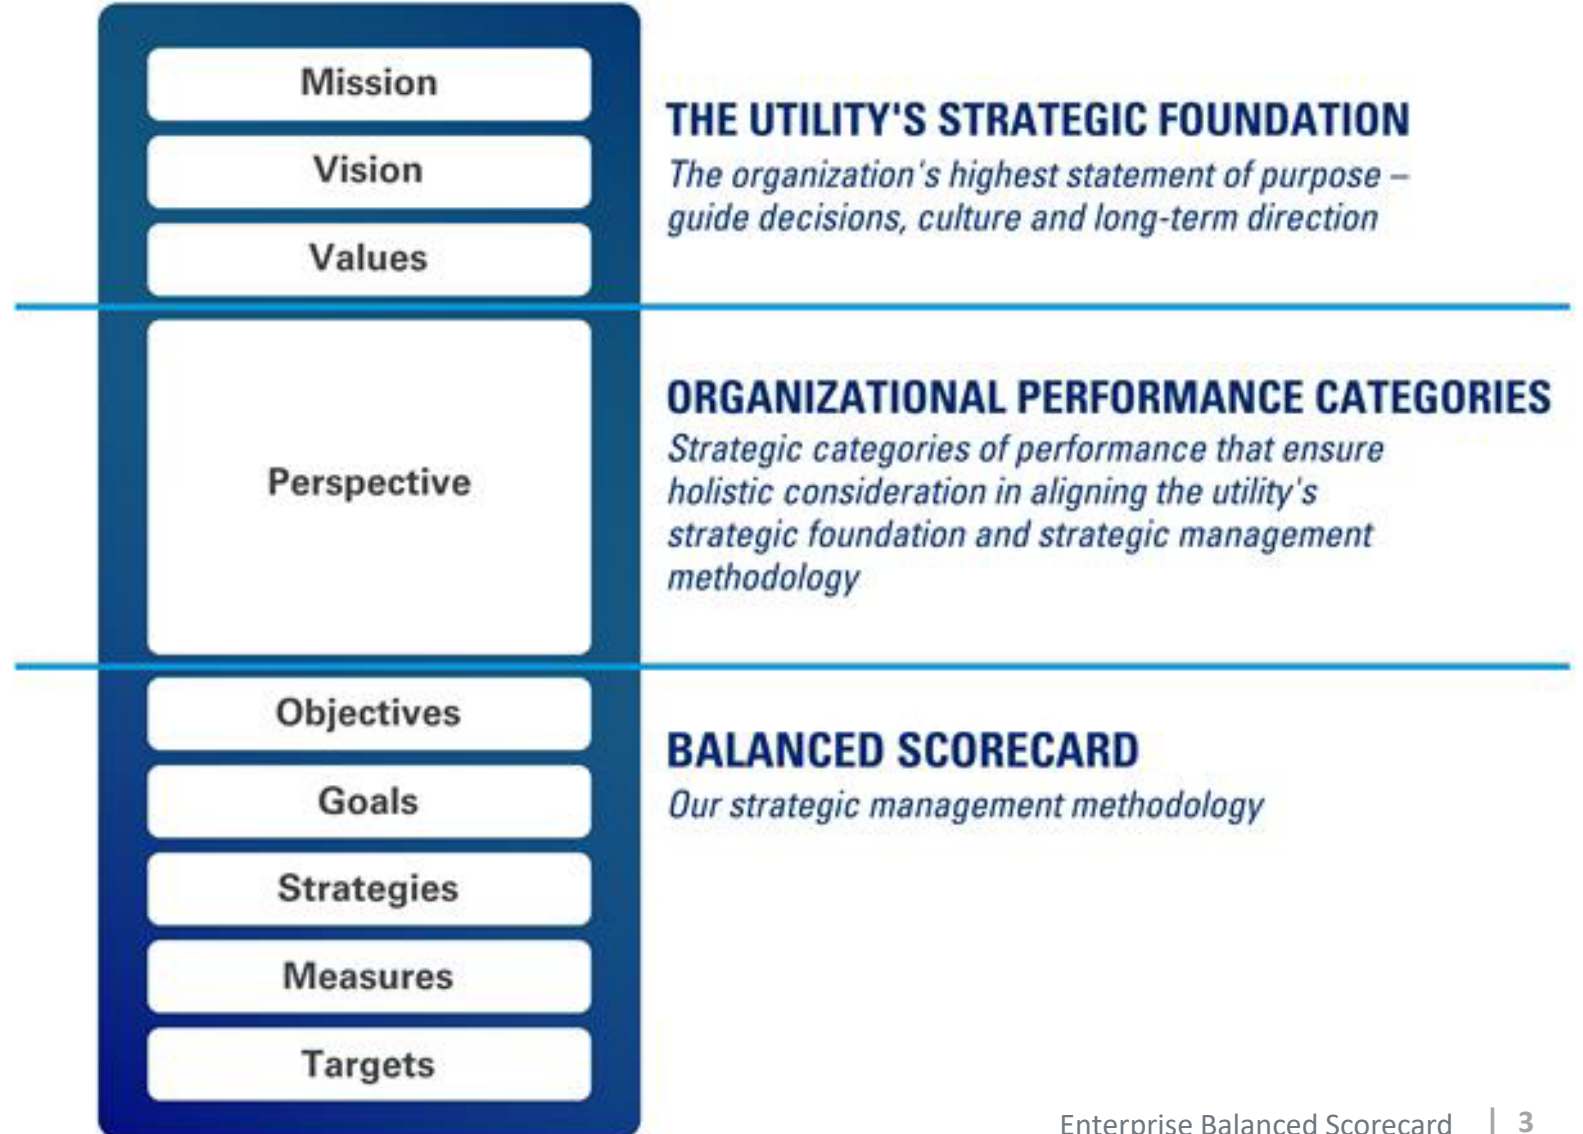 Mission
Vision
Values
THE UTILITY'S STRATEGIC FOUNDATION
The organization's highest statement of purpose –
guide decisions, culture and long-term direction
Perspective
ORGANIZATIONAL PERFORMANCE CATEGORIES
Strategic categories of performance that ensure
holistic consideration in aligning the utility's
strategic foundation and strategic management
methodology
Objectives
Goals
Strategies
Measures
Targets
BALANCED SCORECARD
Our strategic management methodology
Enterprise Balanced Scorecard | 3